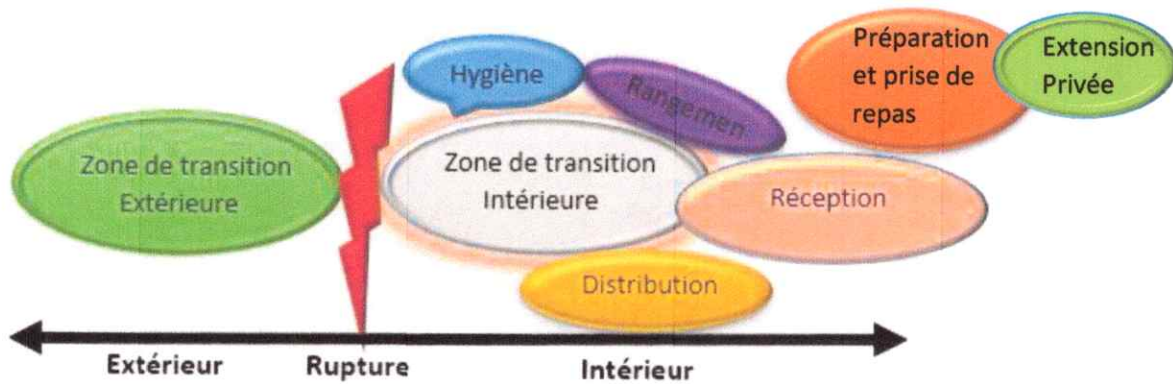 Préparation
et prise de
repas
Extension
Privée
Hygiène
Rangemen
Zone de transition
Extérieure
Zone de transition
Intérieure
Réception
Distribution
Extérieur
Rupture
Intérieur